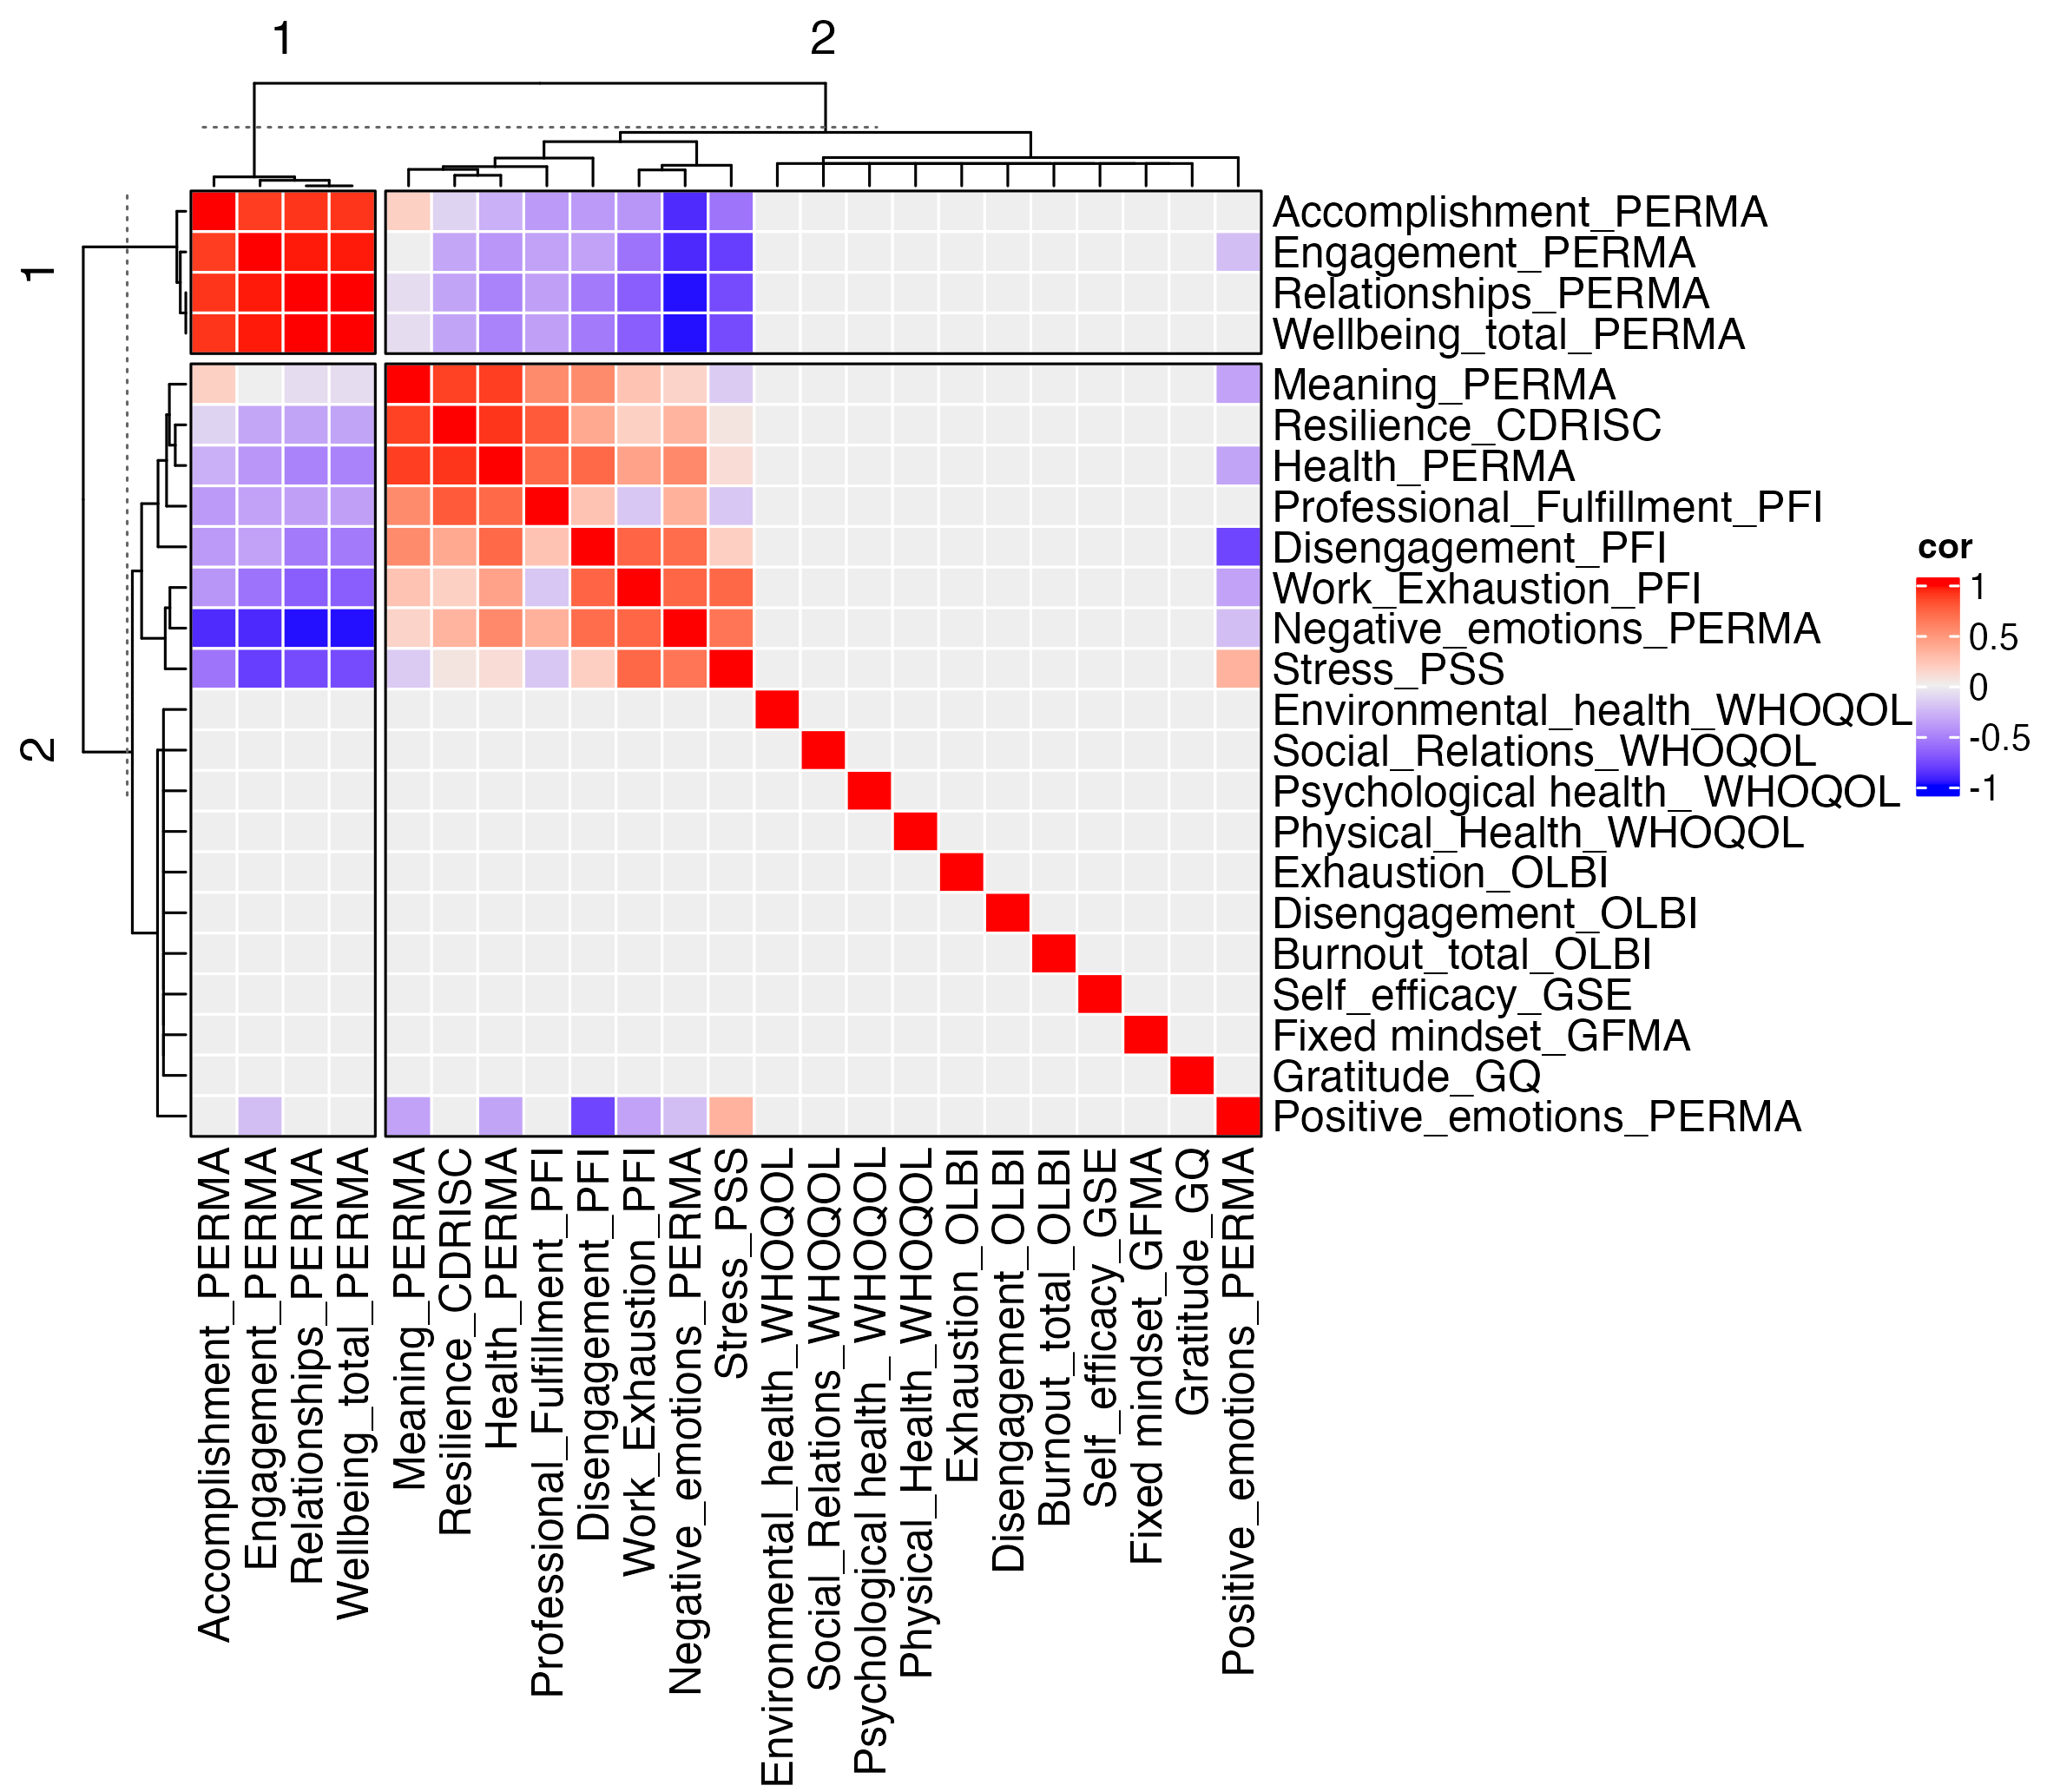 1
2
1
2
Accomplishment_PERMA
Engagement_PERMA
Relationships_PERMA
Wellbeing_total_PERMA
Meaning_PERMA
Resilience_CDRISC
Health_PERMA
Professional_Fulfillment_PFI
Disengagement_PFI
Work_Exhaustion_PFI
Negative_emotions_PERMA
Stress_PSS
Environmental_health_WHOQOL
Social_Relations_WHOQOL
Psychological health_ WHOQOL
Physical_Health_WHOQOL
Exhaustion_OLBI
Disengagement_OLBI
Burnout_total_OLBI
Self_efficacy_GSE
Fixed mindset_GFMA
Gratitude_GQ
Positive_emotions_PERMA
cor
1
0.5
0
-0.5
-1
Accomplishment_PERMA
Engagement_PERMA
Relationships_PERMA
Wellbeing_total_PERMA
Meaning_PERMA
Resilience_CDRISC
Health_PERMA
Professional_Fulfillment_PFI
Disengagement_PFI
Work_Exhaustion_PFI
Negative_emotions_PERMA
Stress_PSS
Environmental_health_WHOQOL
Social_Relations_WHOQOL
Psychological health_ WHOQOL
Physical_Health_WHOQOL
Exhaustion_OLBI
Disengagement_OLBI
Burnout_total_OLBI
Self_efficacy_GSE
Fixed mindset_GFMA
Gratitude_GQ
Positive_emotions_PERMA